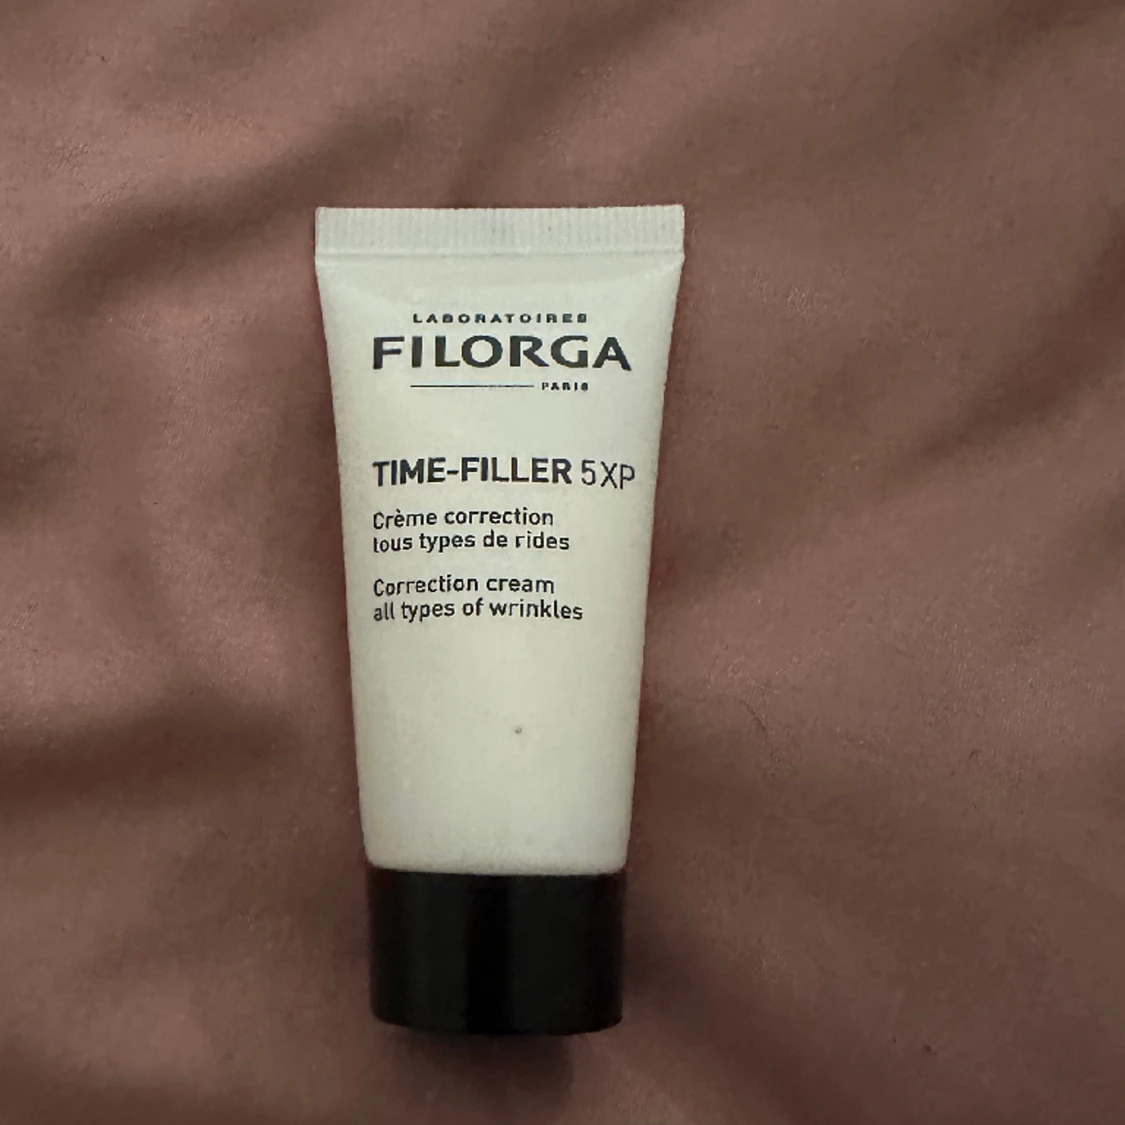 LABORATOIRES
FILORGA
PARIS
TIME-FILLER 5XP
Crème correction
tous types de rides
Correction cream
all types of wrinkles